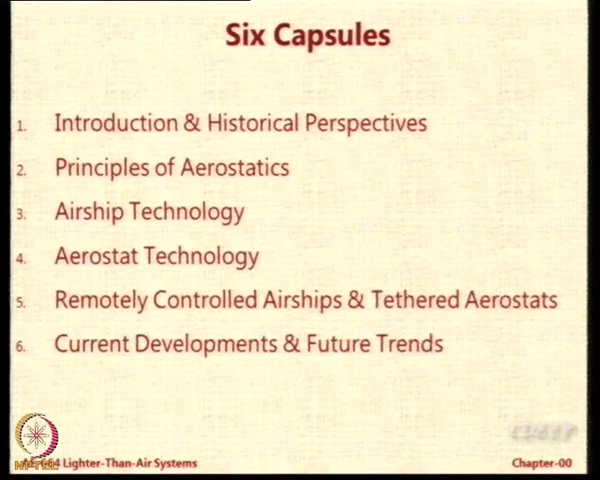 Six Capsules
1. Introduction & Historical Perspectives
2. Principles of Aerostatics
3. Airship Technology
4. Aerostat Technology
5. Remotely Controlled Airships & Tethered Aerostats
6. Current Developments & Future Trends
Lighter-Than-Air Systems
Chapter-00
NPTEL